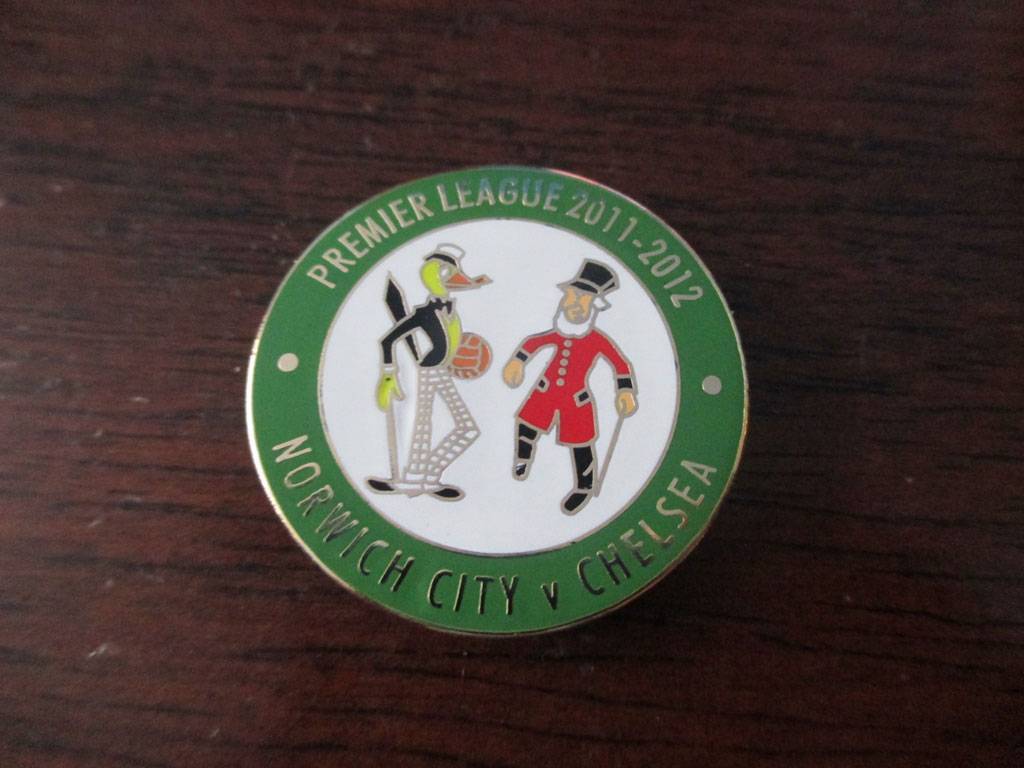 PREMIER LEAGUE 2011-2012
NORWICH CITY v CHELSEA